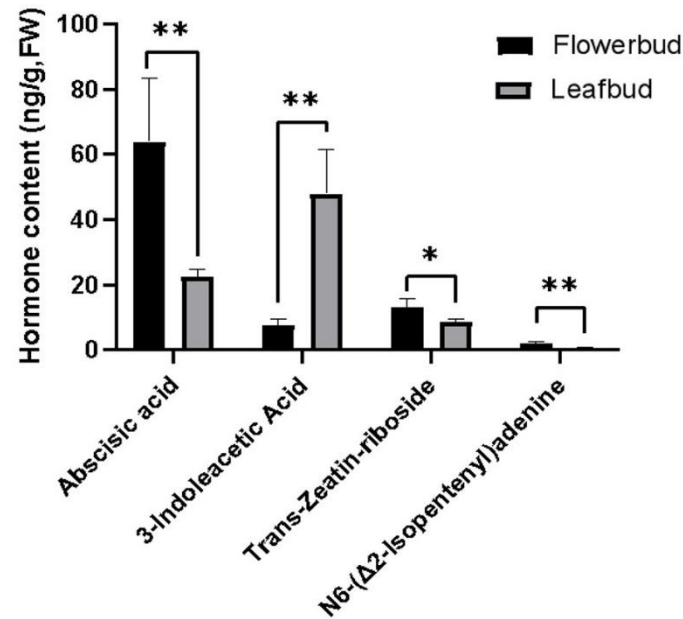 Hormone content (ng/g,FW)
100
80
60
40
20
0
**
**
*
**
Flowerbud
Leafbud
Abscisic acid
3-Indoleacetic Acid
Trans-Zeatin-riboside
N6-(Δ2-Isopentenyl)adenine